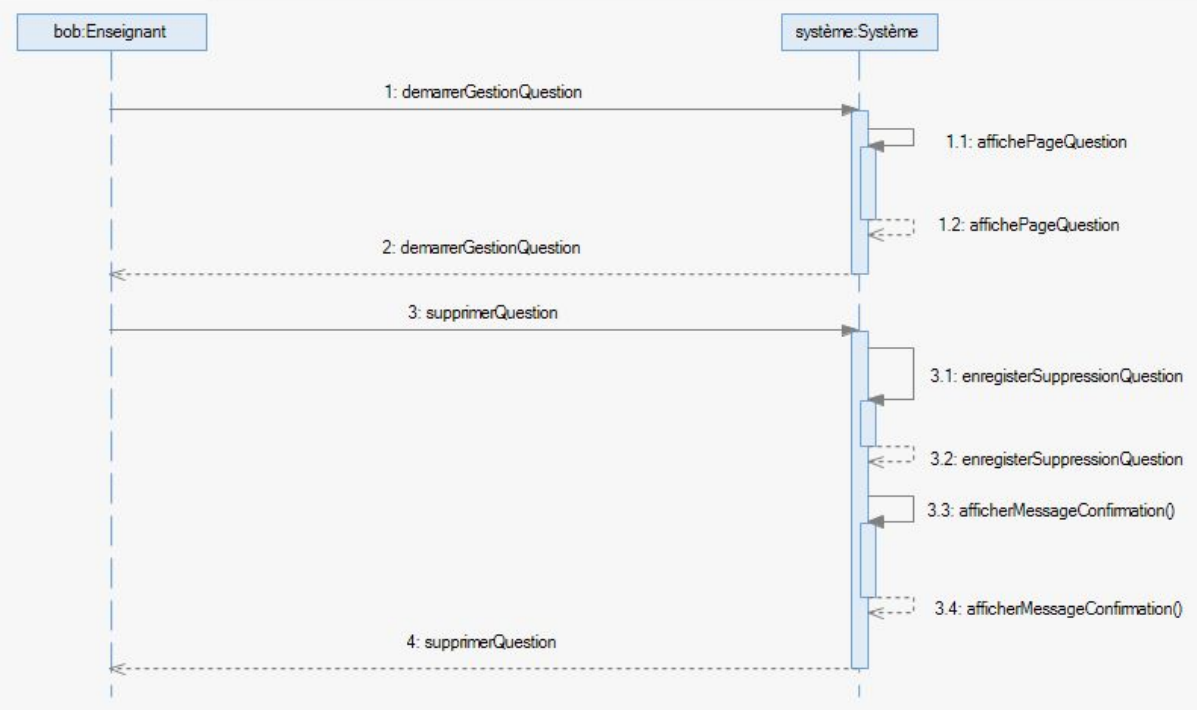 bob:Enseignant
système:Système
1: demarrerGestionQuestion
1.1: affichePageQuestion
1.2: affichePageQuestion
2: demarrerGestionQuestion
3: supprimerQuestion
3.1: enregisterSuppressionQuestion
3.2: enregisterSuppressionQuestion
3.3: afficherMessageConfirmation()
3.4: afficherMessageConfirmation()
4: supprimerQuestion